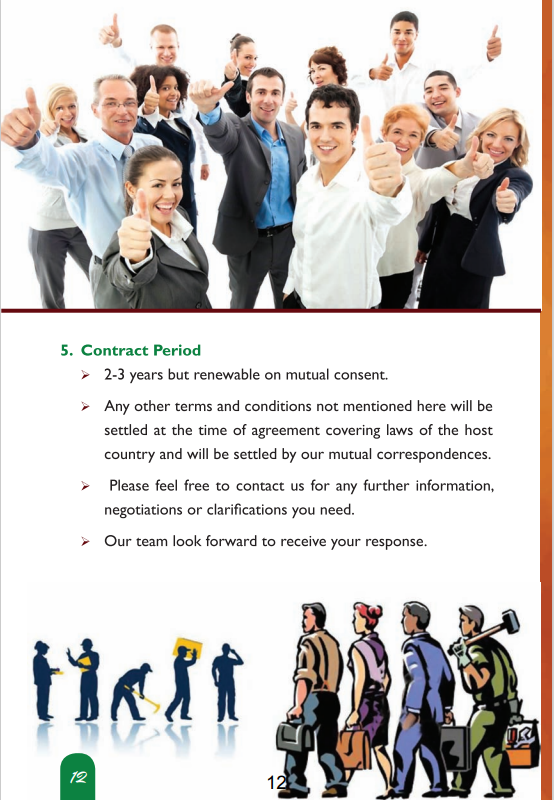 5. Contract Period
➢ 2-3 years but renewable on mutual consent.
➢ Any other terms and conditions not mentioned here will be
settled at the time of agreement covering laws of the host
country and will be settled by our mutual correspondences.
➢ Please feel free to contact us for any further information,
negotiations or clarifications you need.
➢ Our team look forward to receive your response.
12
12